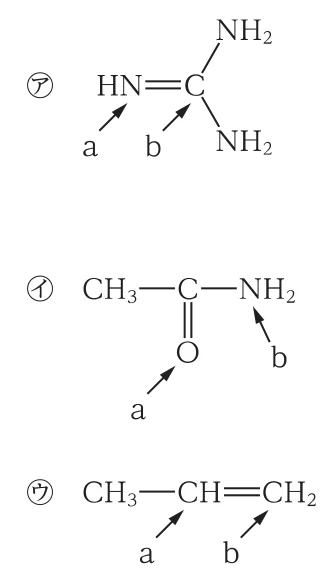 NH₂
㋐ HN=C
a b NH₂
㋑ CH₃—C—NH₂
O
b
a
㋒ CH₃—CH=CH₂
a b